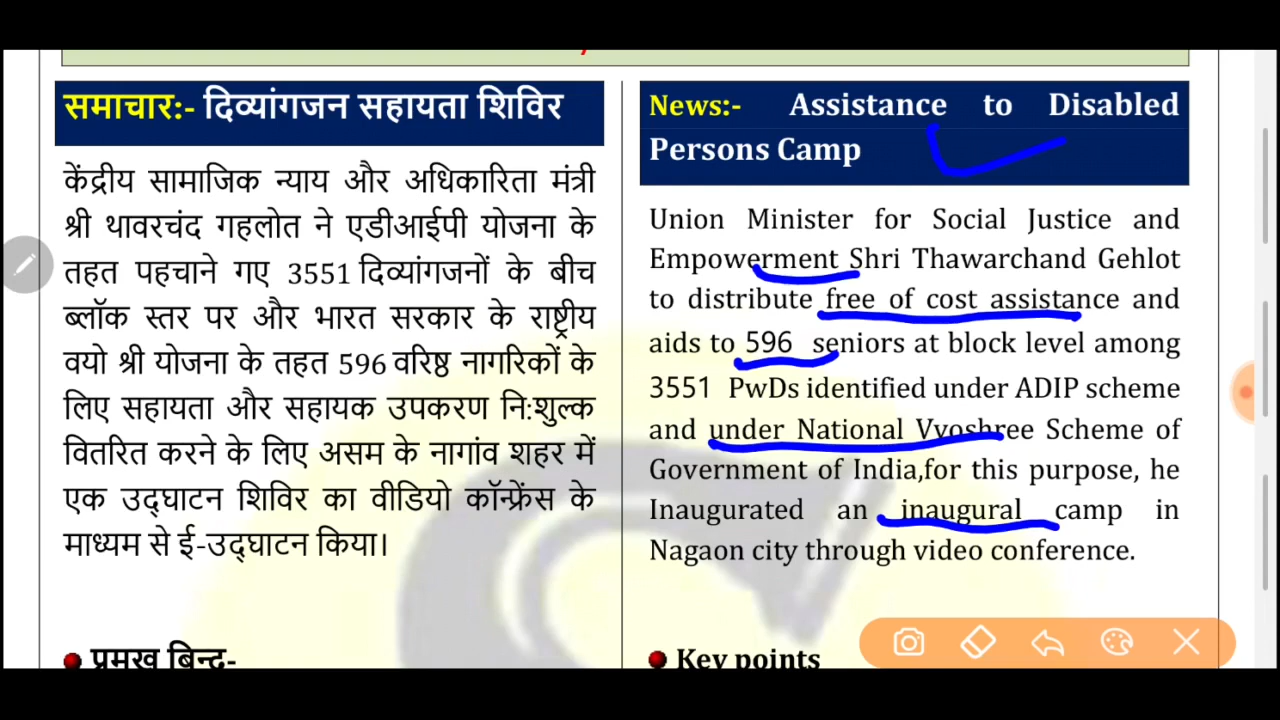 समाचार:- दिव्यांगजन सहायता शिविर
केंद्रीय सामाजिक न्याय और अधिकारिता मंत्री
श्री थावरचंद गहलोत ने एडीआईपी योजना के
तहत पहचाने गए 3551 दिव्यांगजनों के बीच
ब्लॉक स्तर पर और भारत सरकार के राष्ट्रीय
वयो श्री योजना के तहत 596 वरिष्ठ नागरिकों के
लिए सहायता और सहायक उपकरण नि:शुल्क
वितरित करने के लिए असम के नागांव शहर में
एक उद्घाटन शिविर का वीडियो कॉन्फ्रेंस के
माध्यम से ई-उद्घाटन किया।
प्रमुख बिन्दु-
News:- Assistance to Disabled
Persons Camp
Union Minister for Social Justice and
Empowerment Shri Thawarchand Gehlot
to distribute free of cost assistance and
aids to 596 seniors at block level among
3551 PwDs identified under ADIP scheme
and under National Vyoshree Scheme of
Government of India,for this purpose, he
Inaugurated an inaugural camp in
Nagaon city through video conference.
Key points